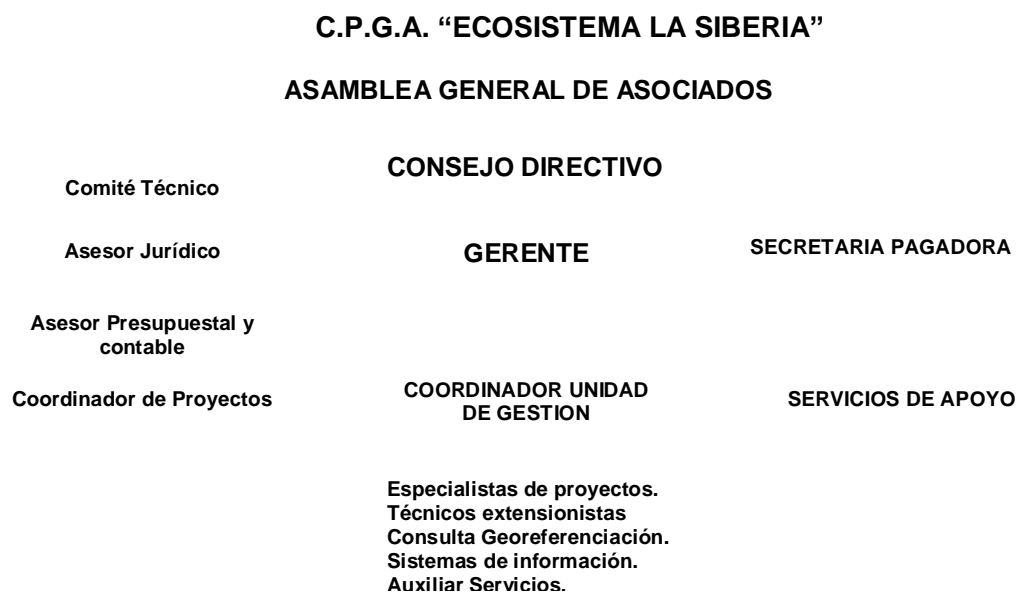 C.P.G.A. “ECOSISTEMA LA SIBERIA”
ASAMBLEA GENERAL DE ASOCIADOS
CONSEJO DIRECTIVO
Comité Técnico
Asesor Jurídico
GERENTE
SECRETARIA PAGADORA
Asesor Presupuestal y
contable
Coordinador de Proyectos
COORDINADOR UNIDAD
DE GESTION
SERVICIOS DE APOYO
Especialistas de proyectos.
Técnicos extensionistas
Consulta Georeferenciación.
Sistemas de información.
Auxiliar Servicios.